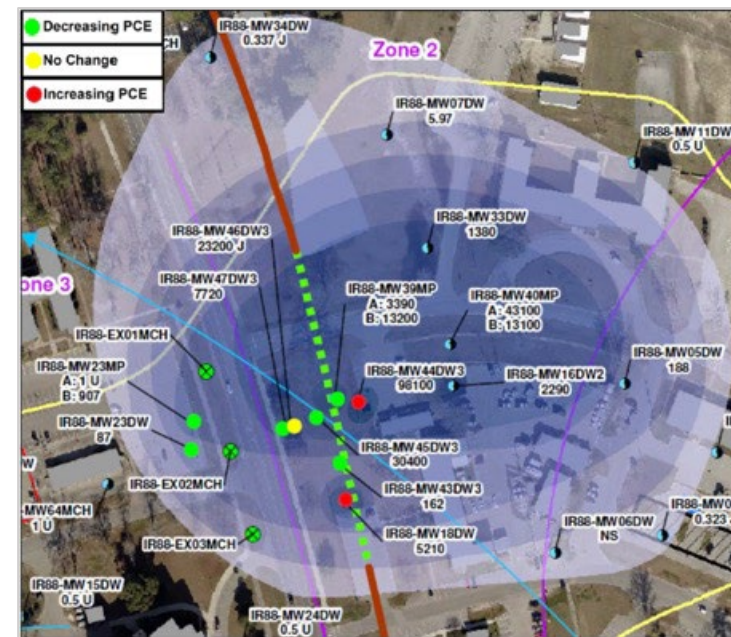 Decreasing PCE
No Change
Increasing PCE
CH
IR88-MW34DW
0.337 J
Zone 2
IR88-MW07DW
5.97
IR88-MW11DW
0.5 U
IR88-MW46DW3
23200 J
IR88-MW33DW
1380
IR88-MW47DW3
7720
one 3
IR88-MW39MP
A: 3390
B: 13200
IR88-MW40MP
A: 43100
B: 13100
IR88-EX01MCH
IR88-MW23MP
A: 1 U
B: 907
IR88-MW44DW3
98100
IR88-MW16DW2
2290
IR88-MW05DW
188
IR88-MW23DW
87
IR88-MW45DW3
30400
W
IR88-EX02MCH
IR88-MW43DW3
162
-MW64MCH
1 U
IR88-MW0
0.323
IR88-MW06DW
NS
IR88-MW18DW
5210
IR88-EX03MCH
IR88-MW15DW
0.5 U
IR88-MW24DW
0.5 U